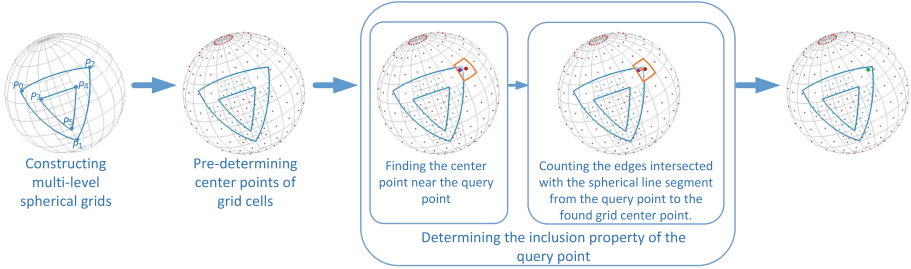 P0
P2
P3
P4
P5
P1
Constructing
multi-level
spherical grids
Pre-determining
center points of
grid cells
Finding the center
point near the query
point
Counting the edges intersected
with the spherical line segment
from the query point to the
found grid center point.
Determining the inclusion property of the
query point